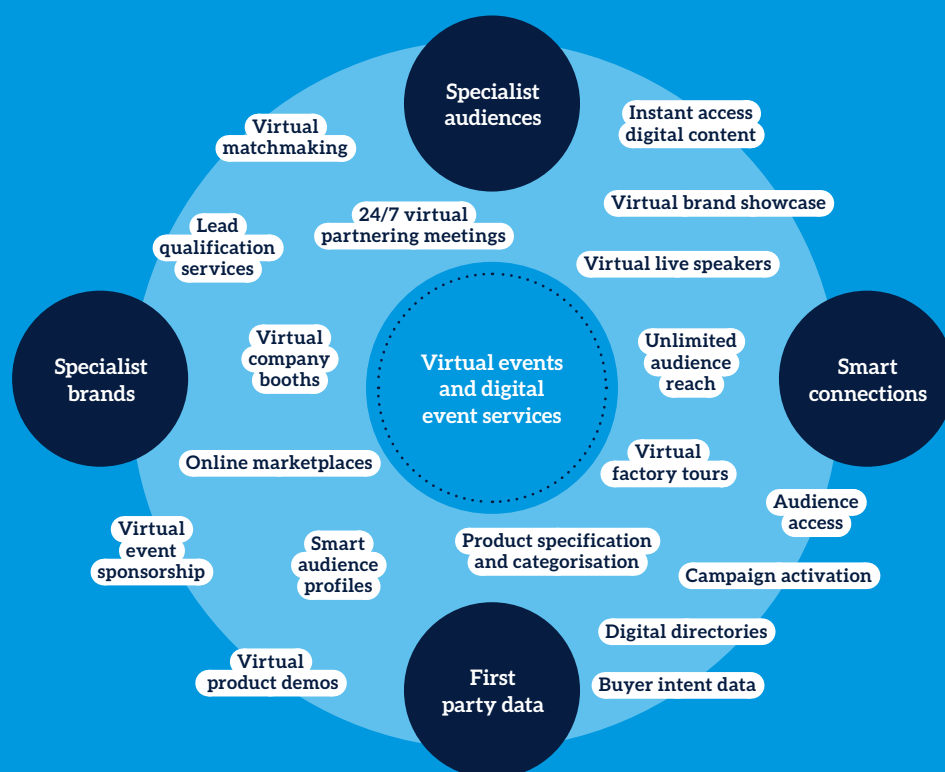 Specialist
audiences
Instant access
digital content
Virtual
matchmaking
Virtual brand showcase
24/7 virtual
partnering meetings
Lead
qualification
services
Virtual live speakers
Virtual
company
booths
Unlimited
audience
reach
Specialist
brands
Virtual events
and digital
event services
Smart
connections
Online marketplaces
Virtual
factory tours
Audience
access
Virtual
event
sponsorship
Smart
audience
profiles
Product specification
and categorisation
Campaign activation
Digital directories
Virtual
product demos
First
party data
Buyer intent data